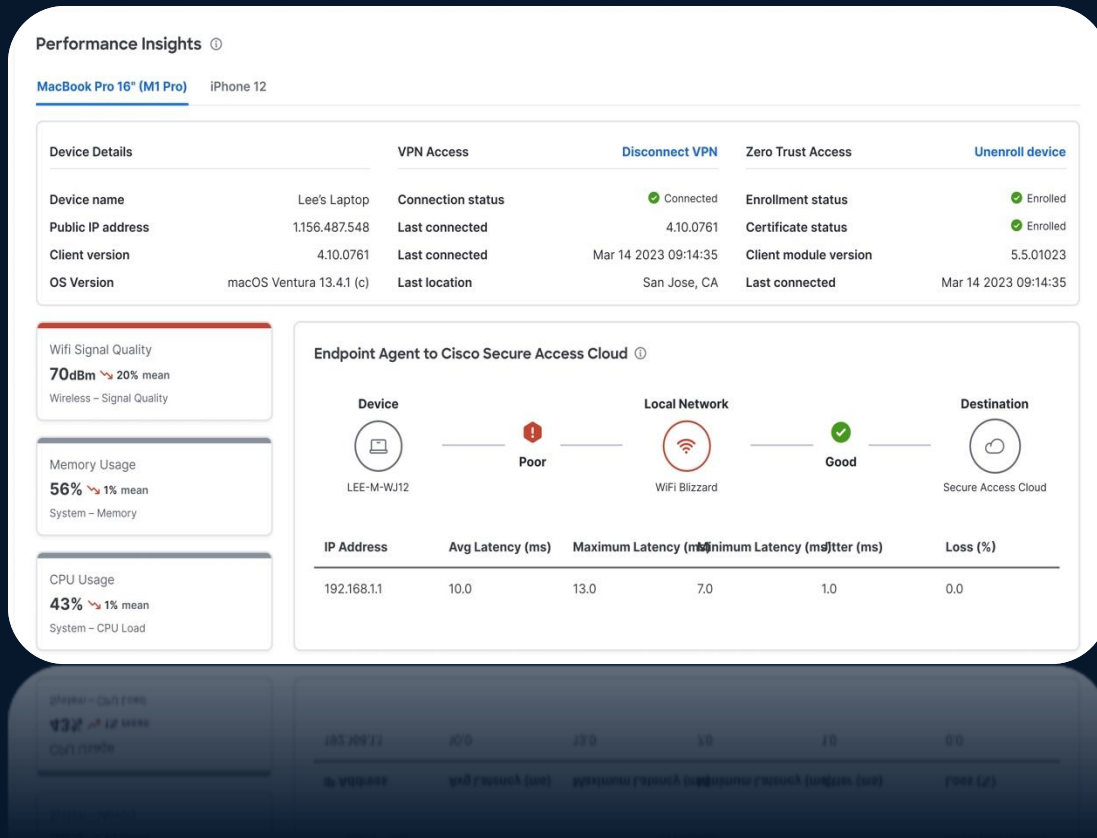 Performance Insights
MacBook Pro 16" (M1 Pro) iPhone 12
Device Details
Device name Lee's Laptop
Public IP address 1.156.487.548
Client version 4.10.0761
OS Version macOS Ventura 13.4.1 (c)
VPN Access Disconnect VPN
Connection status Connected
Last connected 4.10.0761
Last connected Mar 14 2023 09:14:35
Last location San Jose, CA
Zero Trust Access Unenroll device
Enrollment status Enrolled
Certificate status Enrolled
Client module version 5.5.01023
Last connected Mar 14 2023 09:14:35
Wifi Signal Quality
70dBm 20% mean
Wireless – Signal Quality
Memory Usage
56% 1% mean
System – Memory
CPU Usage
43% 1% mean
System – CPU Load
Endpoint Agent to Cisco Secure Access Cloud
Device Local Network Destination
Poor Good
LEE-M-WJ12 WiFi Blizzard Secure Access Cloud
IP Address Avg Latency (ms) Maximum Latency (ms) Minimum Latency (ms) Jitter (ms) Loss (%)
192.168.1.1 10.0 13.0 7.0 1.0 0.0